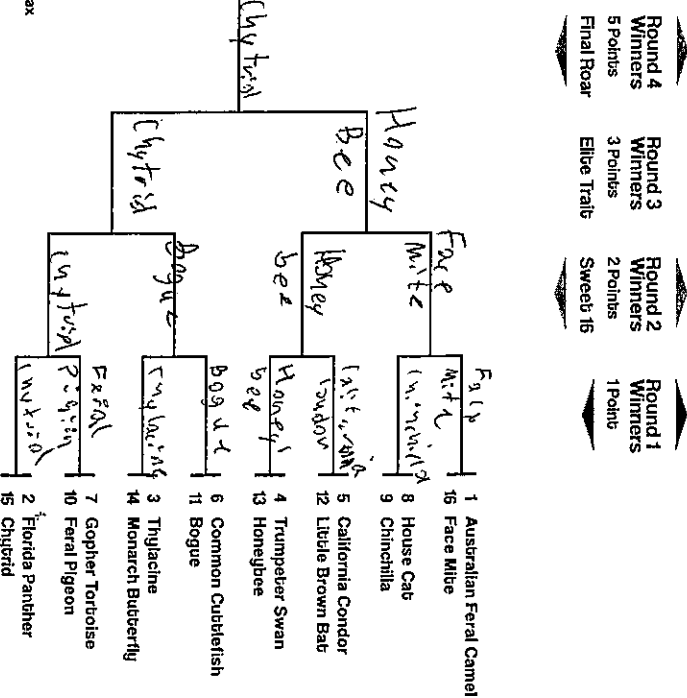 Round 4
Winners
5 Points
Final Roar
Round 3
Winners
3 Points
Elite Trait
Round 2
Winners
2 Points
Sweet 16
Round 1
Winners
1 Point
1 Australian Feral Camel
16 Face Mite
8 House Cat
9 Chinchilla
5 California Condor
12 Little Brown Bat
4 Trumpeter Swan
13 Honeybee
6 Common Cuttlefish
11 Bogue
3 Thylacine
14 Monarch Butterfly
7 Gopher Tortoise
10 Feral Pigeon
2 Florida Panther
15 Chytrid
Face
Mite
Chinchilla
California
Condor
Honey
bee
Bogue
Thylacine
Feral
Pigeon
Chytrid
Face
Mite
Honey
bee
Bogue
Chytrid
Honey
Bee
Chytrid
Chytrid